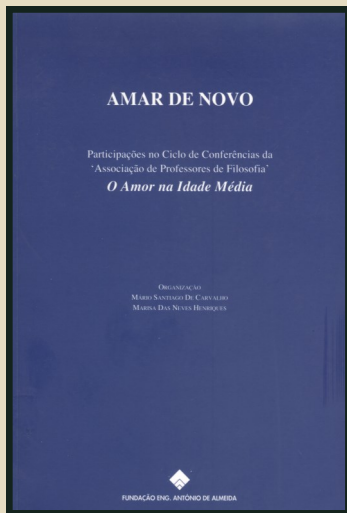 AMAR DE NOVO
Participações no Ciclo de Conferências da
'Associação de Professores de Filosofia'
O Amor na Idade Média
ORGANIZAÇÃO
MÁRIO SANTIAGO DE CARVALHO
MARISA DAS NEVES HENRIQUES
FUNDAÇÃO ENG. ANTÓNIO DE ALMEIDA